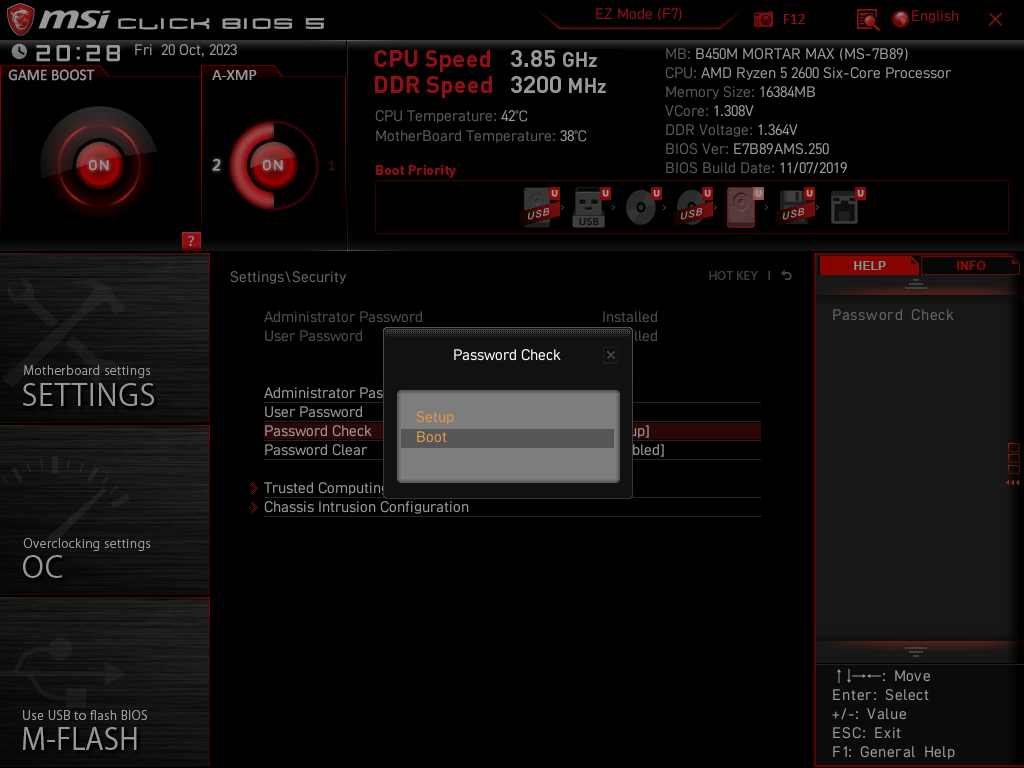 msi CLICK BIOS 5
EZ Mode (F7)
: F12
English
20:28 Fri 20 Oct, 2023
GAME BOOST
ON
A-XMP
2 ON 1
?
CPU Speed 3.85 GHz
DDR Speed 3200 MHz
CPU Temperature: 42°C
MotherBoard Temperature: 38°C
MB: B450M MORTAR MAX (MS-7B89)
CPU: AMD Ryzen 5 2600 Six-Core Processor
Memory Size: 16384MB
VCore: 1.308V
DDR Voltage: 1.364V
BIOS Ver: E7B89AMS.250
BIOS Build Date: 11/07/2019
Boot Priority
U U U U U U U
USB USB USB USB
Motherboard settings
SETTINGS
Overclocking settings
OC
Use USB to flash BIOS
M-FLASH
Settings\Security
HOT KEY |
Administrator Password Installed
User Password lled
Administrator Pas
User Password
Password Check up]
Password Clear bled]
Trusted Computing
Chassis Intrusion Configuration
Password Check
Setup
Boot
HELP
INFO
Password Check
↑↓→←: Move
Enter: Select
+/-: Value
ESC: Exit
F1: General Help